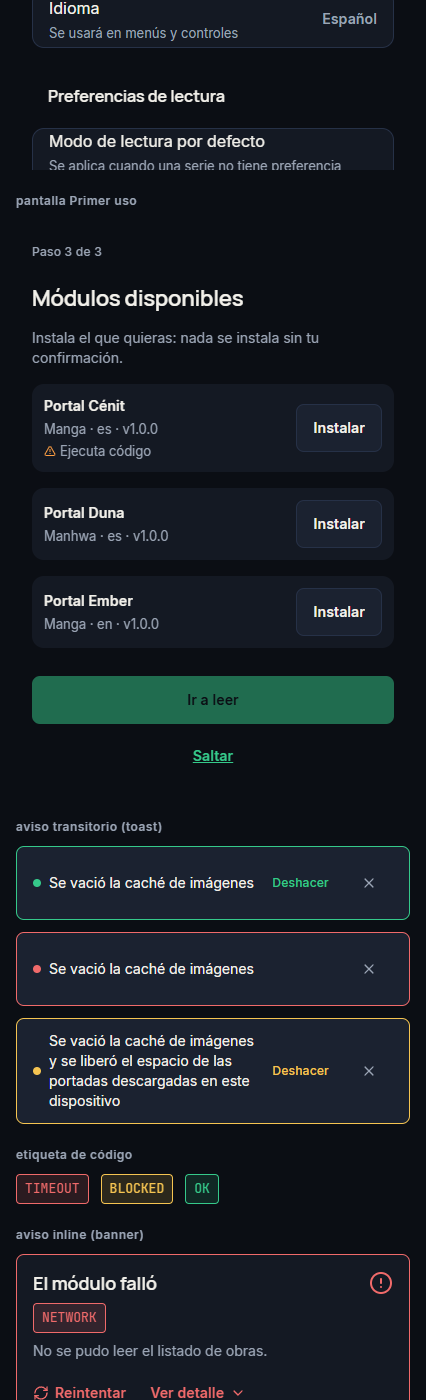 Idioma
Se usará en menús y controles
Español
Preferencias de lectura
Modo de lectura por defecto
Se aplica cuando una serie no tiene preferencia
pantalla Primer uso
Paso 3 de 3
Módulos disponibles
Instala el que quieras: nada se instala sin tu
confirmación.
Portal Cénit
Manga · es · v1.0.0
Ejecuta código
Instalar
Portal Duna
Manhwa · es · v1.0.0
Instalar
Portal Ember
Manga · en · v1.0.0
Instalar
Ir a leer
Saltar
aviso transitorio (toast)
Se vació la caché de imágenes
Deshacer
Se vació la caché de imágenes
Se vació la caché de imágenes
y se liberó el espacio de las
portadas descargadas en este
dispositivo
Deshacer
etiqueta de código
TIMEOUT
BLOCKED
OK
aviso inline (banner)
El módulo falló
NETWORK
No se pudo leer el listado de obras.
Reintentar
Ver detalle